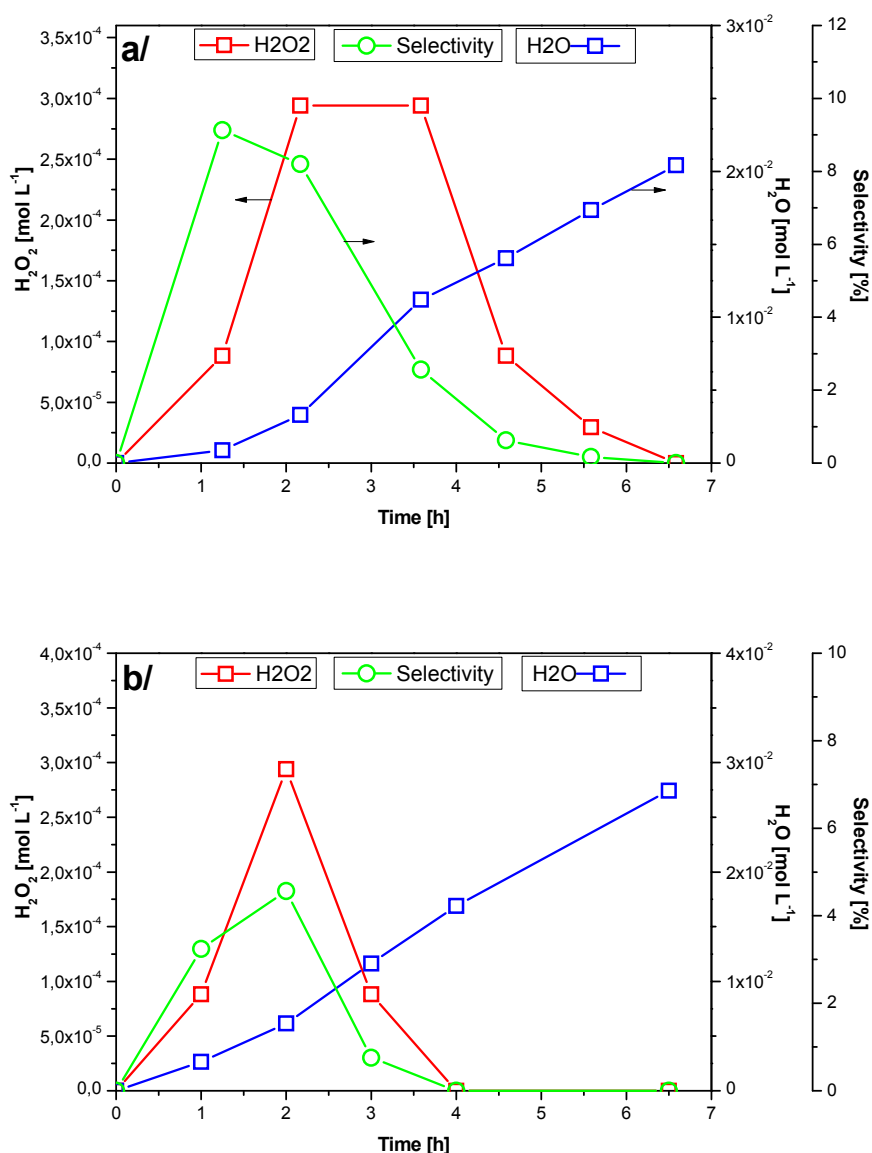 a/
H2O2
Selectivity
H2O
3,5x10⁻⁴
3,0x10⁻⁴
2,5x10⁻⁴
2,0x10⁻⁴
1,5x10⁻⁴
1,0x10⁻⁴
5,0x10⁻⁵
0,0
H₂O₂ [mol L⁻¹]
0 1 2 3 4 5 6 7
Time [h]
3x10⁻²
2x10⁻²
1x10⁻²
0
H₂O [mol L⁻¹]
12
10
8
6
4
2
0
Selectivity [%]
b/
H2O2
Selectivity
H2O
4,0x10⁻⁴
3,5x10⁻⁴
3,0x10⁻⁴
2,5x10⁻⁴
2,0x10⁻⁴
1,5x10⁻⁴
1,0x10⁻⁴
5,0x10⁻⁵
0,0
H₂O₂ [mol L⁻¹]
0 1 2 3 4 5 6 7
Time [h]
4x10⁻²
3x10⁻²
2x10⁻²
1x10⁻²
0
H₂O [mol L⁻¹]
10
8
6
4
2
0
Selectivity [%]